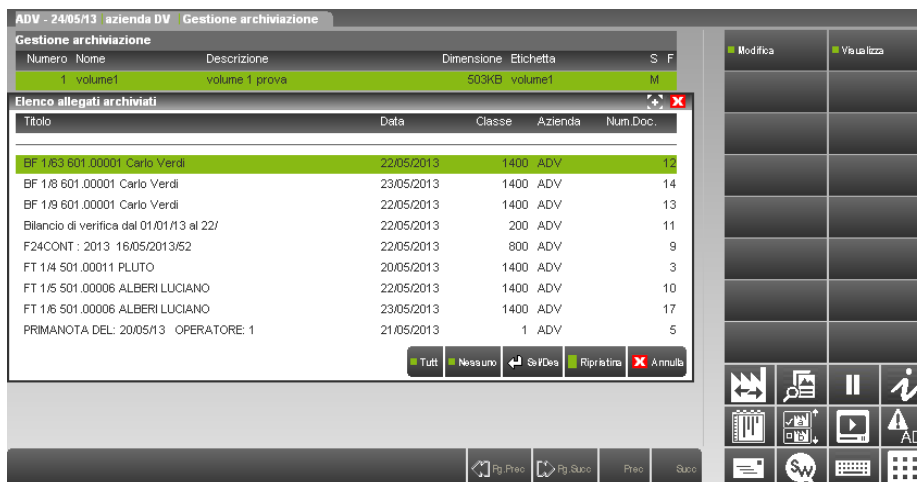 ADV - 24/05/13 azienda DV Gestione archiviazione
Gestione archiviazione
Numero Nome Descrizione Dimensione Etichetta S F
1 volume1 volume 1 prova 503KB volume1 M
Elenco allegati archiviati
Titolo Data Classe Azienda Num.Doc.
BF 1/63 601.00001 Carlo Verdi 22/05/2013 1400 ADV 12
BF 1/8 601.00001 Carlo Verdi 23/05/2013 1400 ADV 14
BF 1/9 601.00001 Carlo Verdi 22/05/2013 1400 ADV 13
Bilancio di verifica dal 01/01/13 al 22/ 22/05/2013 200 ADV 11
F24CONT : 2013 16/05/2013/52 22/05/2013 800 ADV 9
FT 1/4 501.00011 PLUTO 20/05/2013 1400 ADV 3
FT 1/5 501.00006 ALBERI LUCIANO 22/05/2013 1400 ADV 10
FT 1/6 501.00006 ALBERI LUCIANO 23/05/2013 1400 ADV 17
PRIMANOTA DEL: 20/05/13 OPERATORE: 1 21/05/2013 1 ADV 5
Tutt Nessuno Sel/Des Ripristina Annulla
Pg.Prec Pg.Succ Prec Succ
Modifica Visualizza
AD
SW